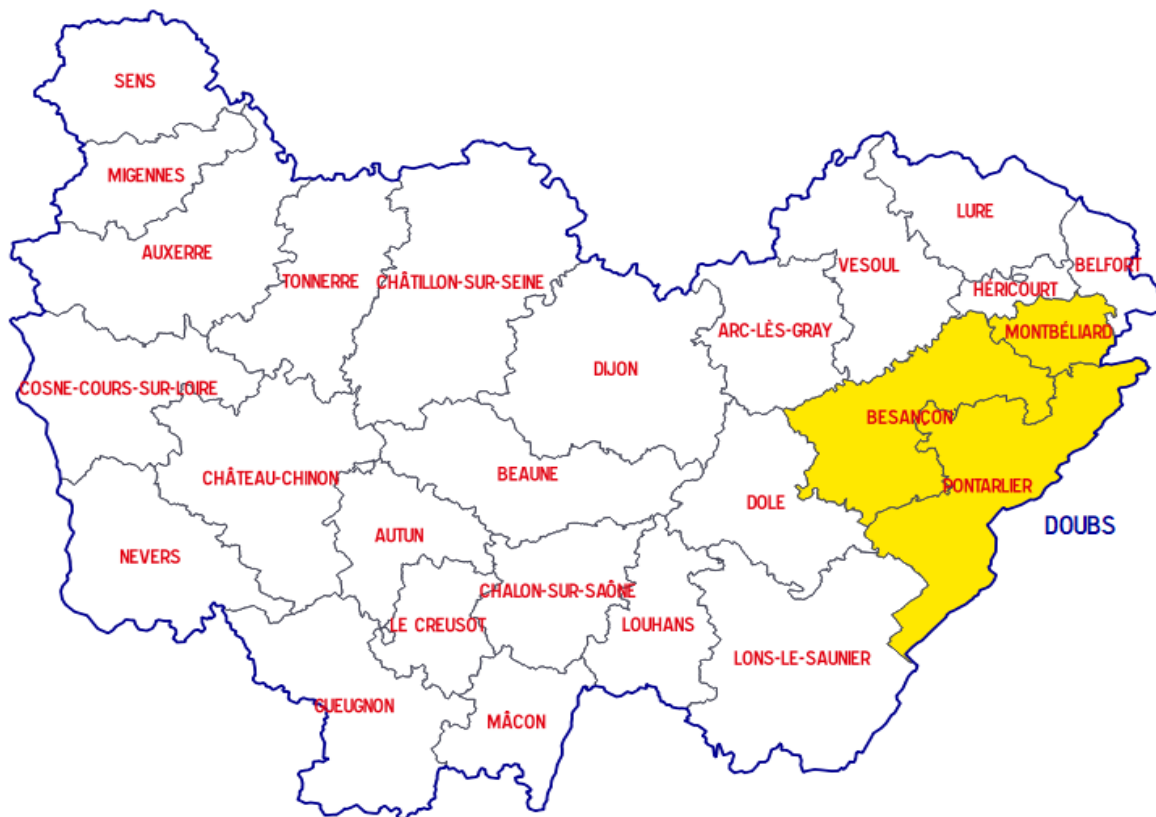 SENS
MIGENNES
LURE
AUXERRE
VESOUL
BELFORT
TONNERRE
CHÂTILLON-SUR-SEINE
HÉRICOURT
ARC-LÈS-GRAY
MONTBÉLIARD
DIJON
COSNE-COURS-SUR-LOIRE
BESANÇON
BEAUNE
CHÂTEAU-CHINON
PONTARLIER
DOLE
DOUBS
AUTUN
NEVERS
CHALON-SUR-SAÔNE
LE CREUSOT
LOUHANS
LONS-LE-SAUNIER
GUEUGNON
MÂCON